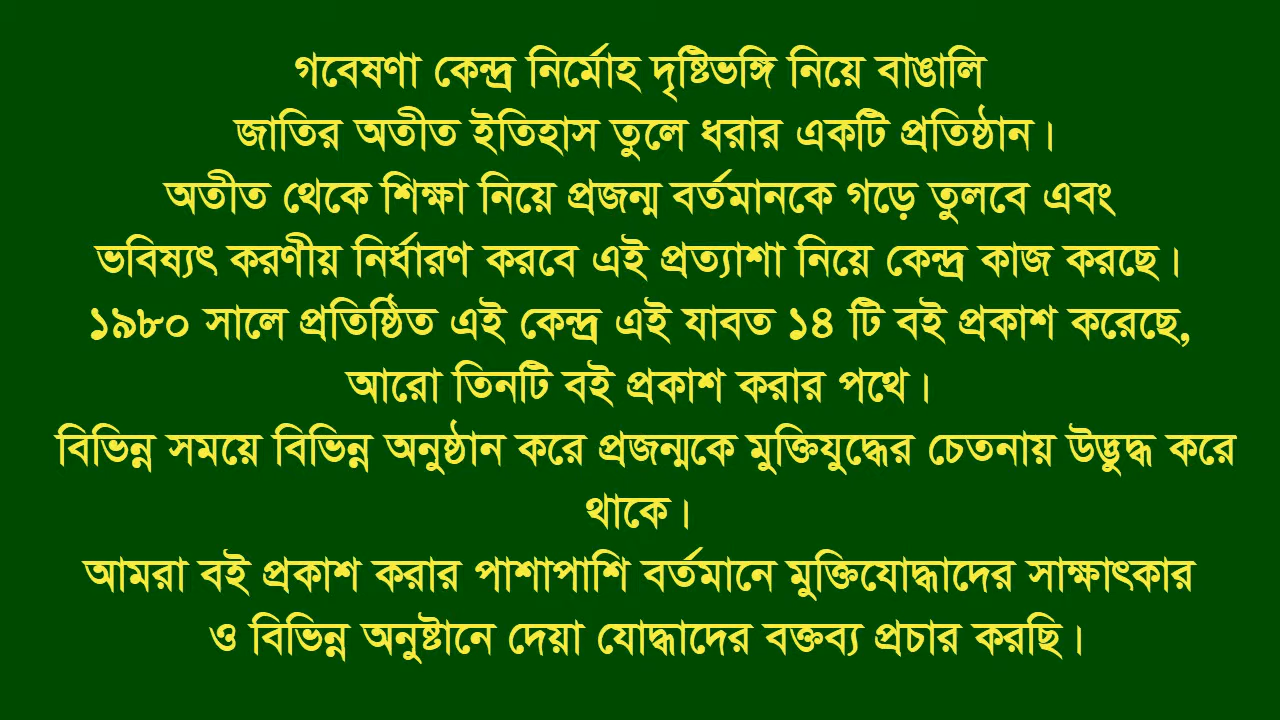 গবেষণা কেন্দ্র নির্মোহ দৃষ্টিভঙ্গি নিয়ে বাঙালি
জাতির অতীত ইতিহাস তুলে ধরার একটি প্রতিষ্ঠান।
অতীত থেকে শিক্ষা নিয়ে প্রজন্ম বর্তমানকে গড়ে তুলবে এবং
ভবিষ্যৎ করণীয় নির্ধারণ করবে এই প্রত্যাশা নিয়ে কেন্দ্র কাজ করছে।
১৯৮০ সালে প্রতিষ্ঠিত এই কেন্দ্র এই যাবত ১৪ টি বই প্রকাশ করেছে,
আরো তিনটি বই প্রকাশ করার পথে।
বিভিন্ন সময়ে বিভিন্ন অনুষ্ঠান করে প্রজন্মকে মুক্তিযুদ্ধের চেতনায় উদ্ভুদ্ধ করে
থাকে।
আমরা বই প্রকাশ করার পাশাপাশি বর্তমানে মুক্তিযোদ্ধাদের সাক্ষাৎকার
ও বিভিন্ন অনুষ্টানে দেয়া যোদ্ধাদের বক্তব্য প্রচার করছি।